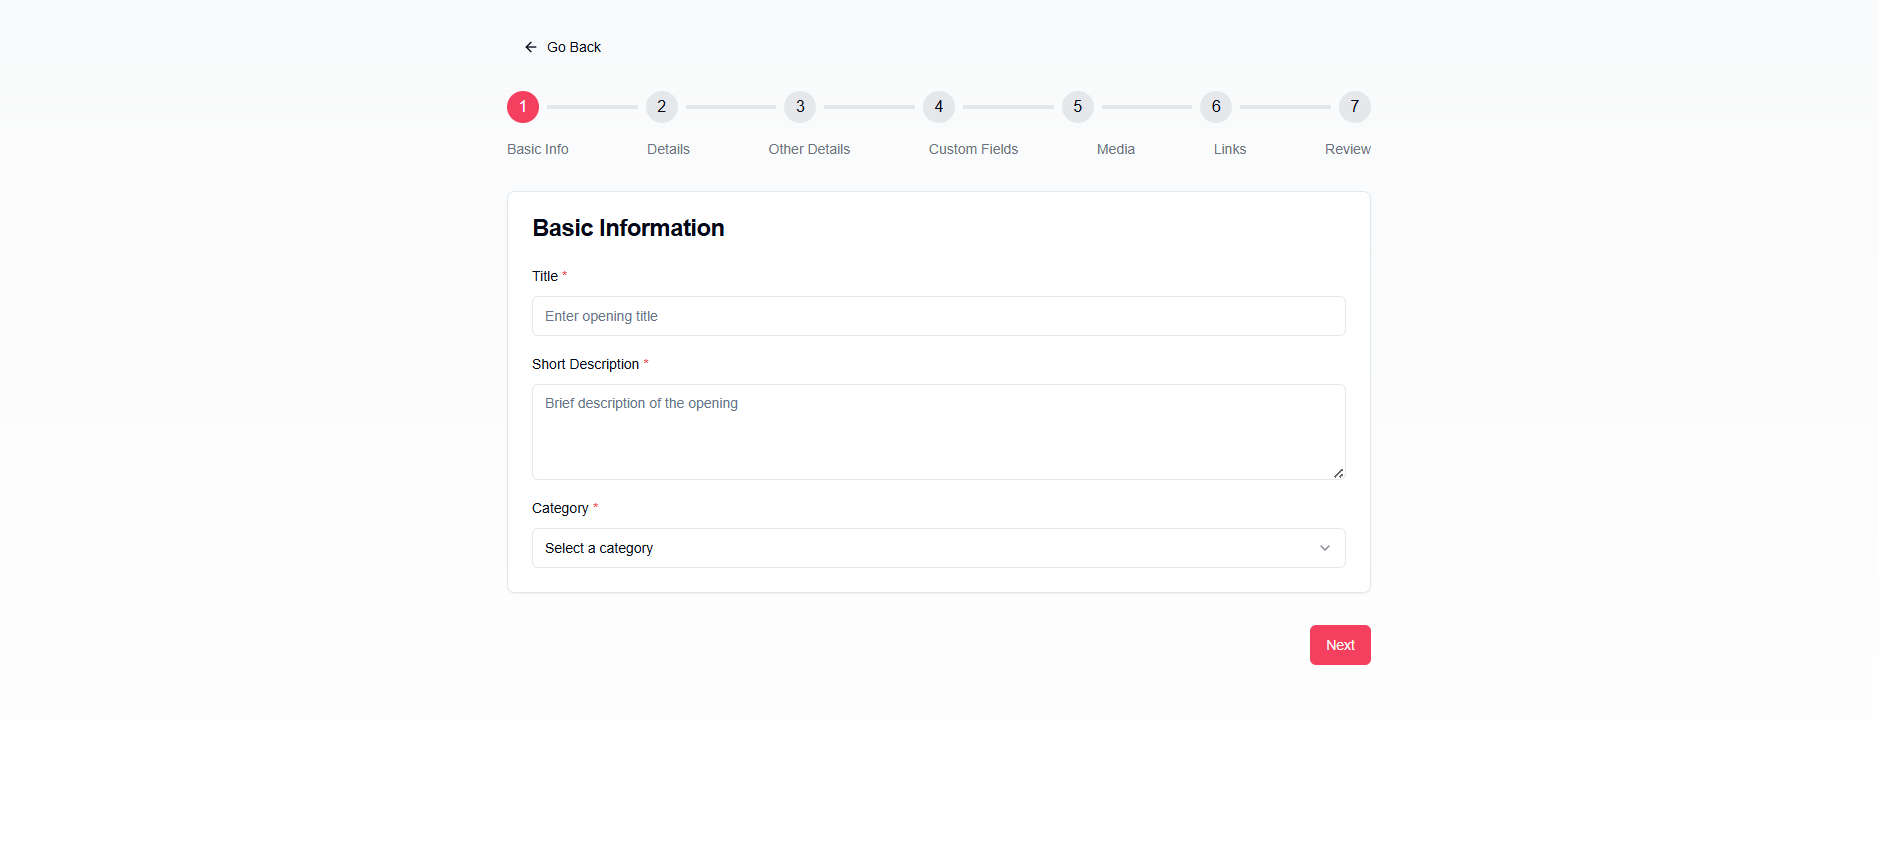 Go Back
1 2 3 4 5 6 7
Basic Info Details Other Details Custom Fields Media Links Review
Basic Information
Title *
Enter opening title
Short Description *
Brief description of the opening
Category *
Select a category
Next